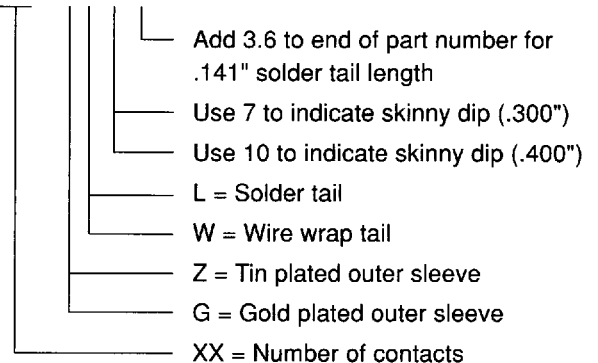 Add 3.6 to end of part number for
.141" solder tail length
Use 7 to indicate skinny dip (.300")
Use 10 to indicate skinny dip (.400")
L = Solder tail
W = Wire wrap tail
Z = Tin plated outer sleeve
G = Gold plated outer sleeve
XX = Number of contacts